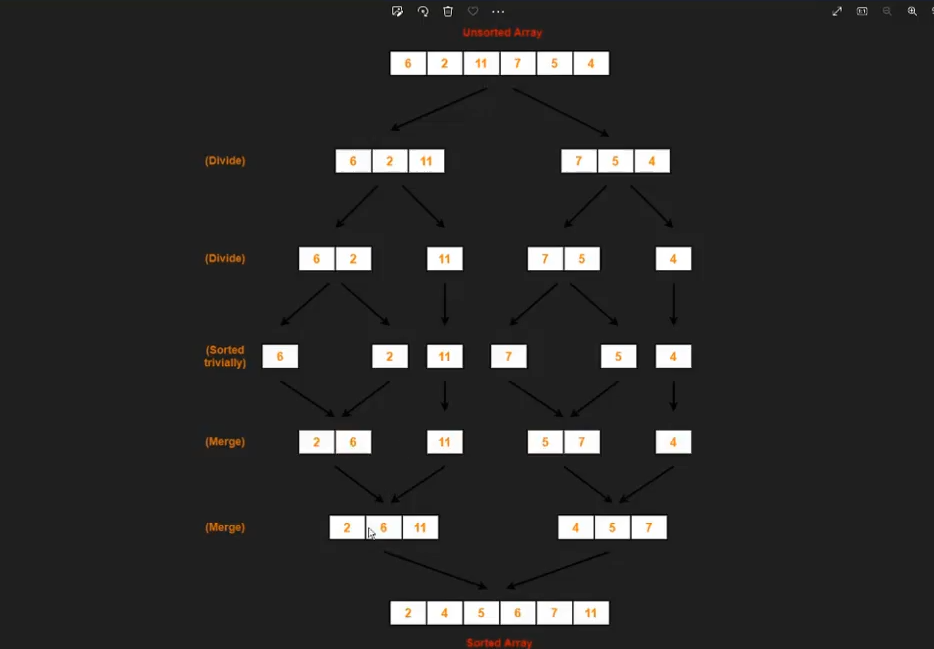 Unsorted Array
6 2 11 7 5 4
(Divide) 6 2 11 7 5 4
(Divide) 6 2 11 7 5 4
(Sorted
trivially) 6 2 11 7 5 4
(Merge) 2 6 11 5 7 4
(Merge) 2 6 11 4 5 7
2 4 5 6 7 11
Sorted Array